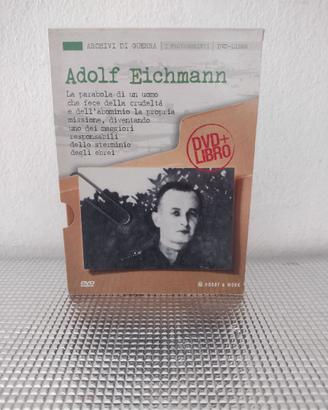 ARCHIVI DI GUERRA | I PROTAGONISTI | DVD-LIBRO
Adolf Eichmann
La parabola di un uomo
che fece della crudeltà
e dell'abominio la propria
missione, diventando
uno dei maggiori
responsabili
dello sterminio
degli ebrei
DVD+
LIBRO
DVD
HOBBY & WORK